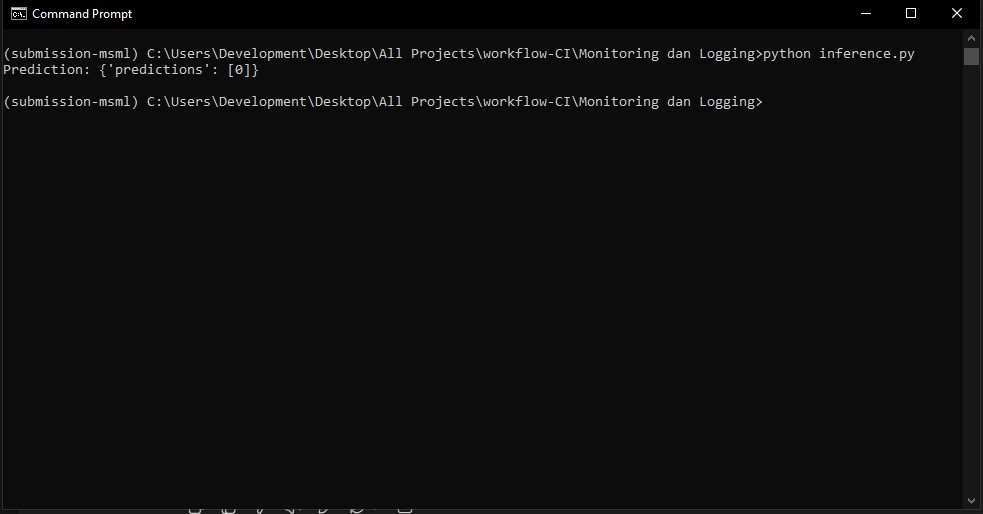 Command Prompt
(submission-msml) C:\Users\Development\Desktop\All Projects\workflow-CI\Monitoring dan Logging>python inference.py
Prediction: {'predictions': [0]}
(submission-msml) C:\Users\Development\Desktop\All Projects\workflow-CI\Monitoring dan Logging>